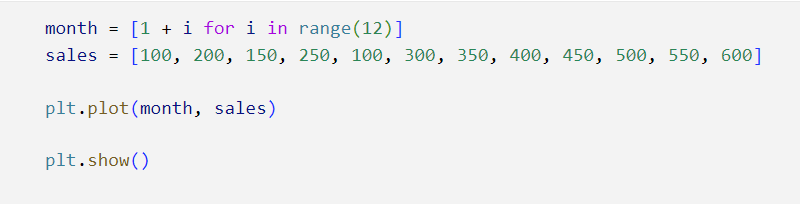 month = [1 + i for i in range(12)]
sales = [100, 200, 150, 250, 100, 300, 350, 400, 450, 500, 550, 600]
plt.plot(month, sales)
plt.show()